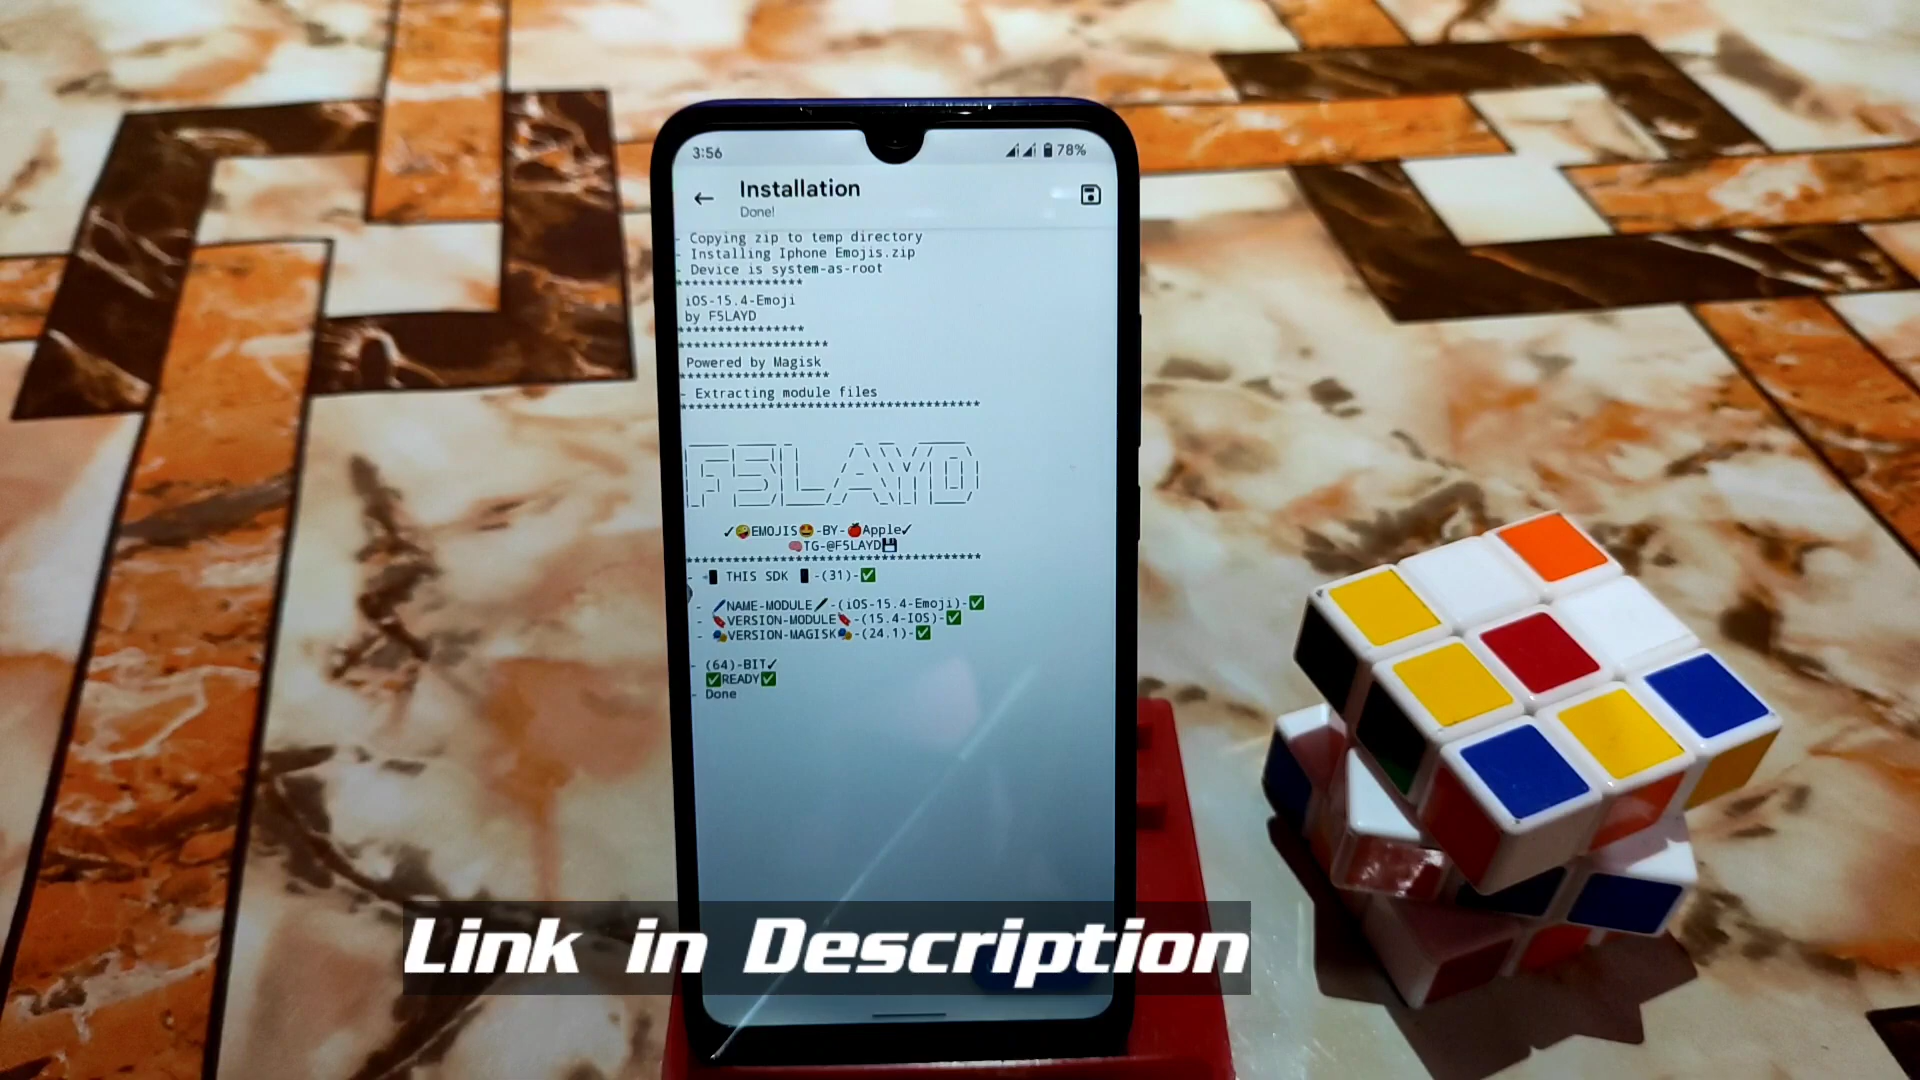 3:56
78%
Installation
Done!
- Copying zip to temp directory
- Installing Iphone Emojis.zip
- Device is system-as-root
****************
iOS-15.4-Emoji
by F5LAYD
****************
*******************
Powered by Magisk
*******************
- Extracting module files
**************************************
F5LAYD
✓🤪EMOJIS🤩-BY-🍎Apple✓
🧠TG-@F5LAYD💾
**************************************
- 📱 THIS SDK 📱-(31)-✅
- 🖊NAME-MODULE🖊-(iOS-15.4-Emoji)-✅
- 🔖VERSION-MODULE🔖-(15.4-IOS)-✅
- 🎭VERSION-MAGISK🎭-(24.1)-✅
- (64)-BIT✓
✅READY✅
- Done
Link in Description